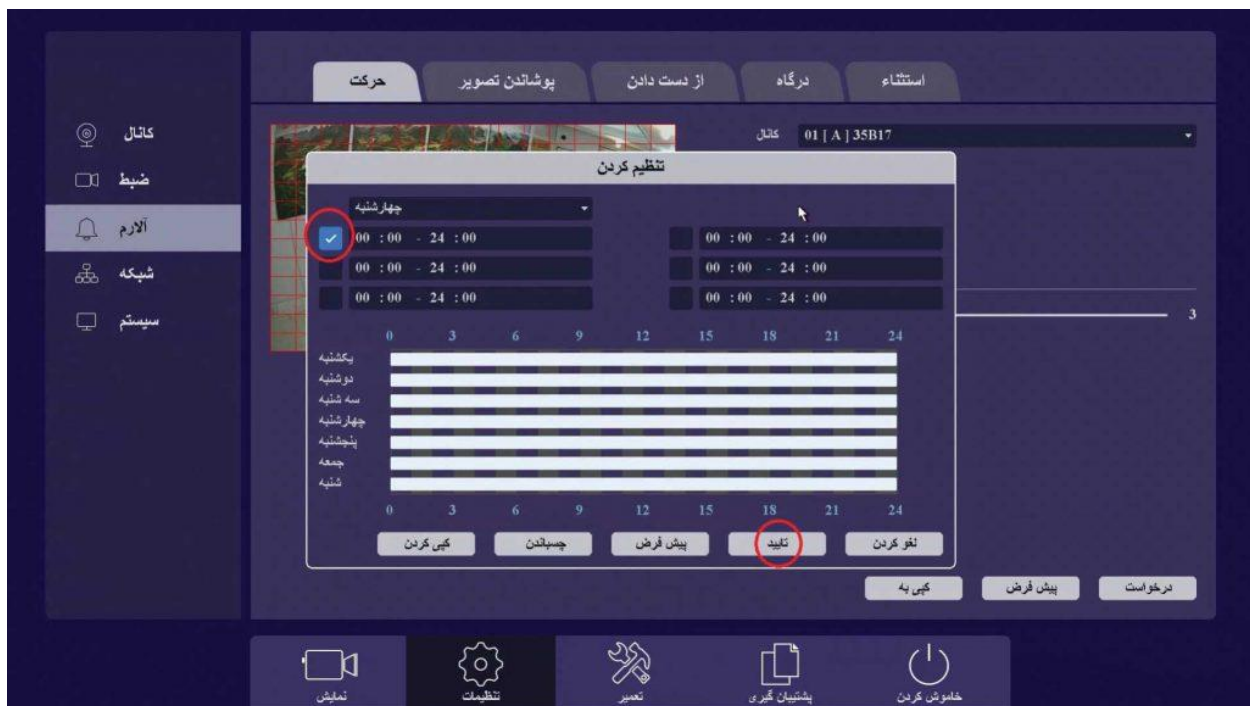 استثناء
درگاه
از دست دادن
پوشاندن تصویر
حرکت
کانال
ضبط
آلارم
شبکه
سیستم
کانال 01 [ A ] 35B17
3
تنظیم کردن
چهارشنبه
00 : 00 - 24 : 00
00 : 00 - 24 : 00
00 : 00 - 24 : 00
00 : 00 - 24 : 00
00 : 00 - 24 : 00
00 : 00 - 24 : 00
0 3 6 9 12 15 18 21 24
یکشنبه
دوشنبه
سه شنبه
چهارشنبه
پنجشنبه
جمعه
شنبه
0 3 6 9 12 15 18 21 24
لغو کردن
تایید
پیش فرض
چسباندن
کپی کردن
درخواست
پیش فرض
کپی به
خاموش کردن
پشتیبان گیری
تعمیر
تنظیمات
نمایش